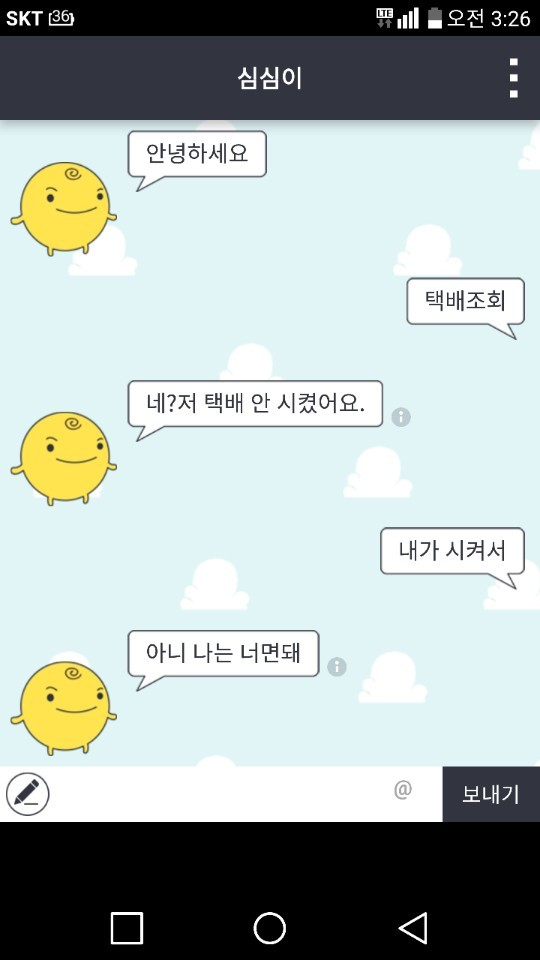 SKT 36 LTE 오전 3:26
심심이
안녕하세요
택배조회
네?저 택배 안 시켰어요.
내가 시켜서
아니 나는 너면돼
@ 보내기